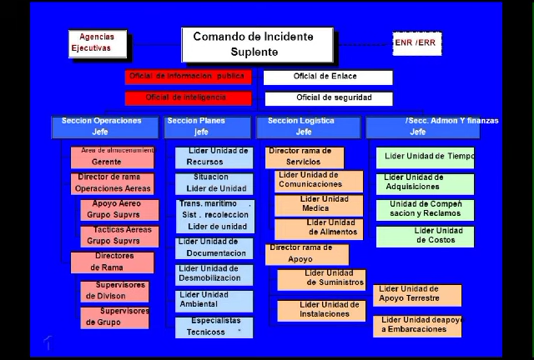 Agencias
Ejecutivas
Comando de Incidente
Suplente
ENR /ERR
Oficial de Informacion publica
Oficial de Enlace
Oficial de Inteligencia
Oficial de seguridad
Seccion Operaciones
Jefe
Area de almacenamiento
Gerente
Director de rama
Operaciones Aereas
Apoyo Aereo
Grupo Supvrs
Tacticas Aereas
Grupo Supvrs
Directores
de Rama
Supervisores
de Divison
Supervisores
de Grupo
Seccion Planes
jefe
Lider Unidad de
Recursos
Situacion
Lider de Unidad
Trans. maritimo .
Sist . recoleccion
Lider de unidad
Lider Unidad de
Documentacion
Lider Unidad de
Desmobilizacion
Lider Unidad
Ambiental
Especialistas
Tecnicoss
Seccion Logistica
Jefe
Director rama de
Servicios
Lider Unidad de
Comunicaciones
Lider Unidad
Medica
Lider Unidad
de Alimentos
Director rama de
Apoyo
Lider Unidad
de Suministros
Lider Unidad de
Instalaciones
/Secc. Admon Y finanzas
Jefe
Lider Unidad de Tiempo
Lider Unidad de
Adquisiciones
Unidad de Compeñ
sacion y Reclamos
Lider Unidad
de Costos
Lider Unidad de
Apoyo Terrestre
Lider Unidad deapoyo
a Embarcaciones